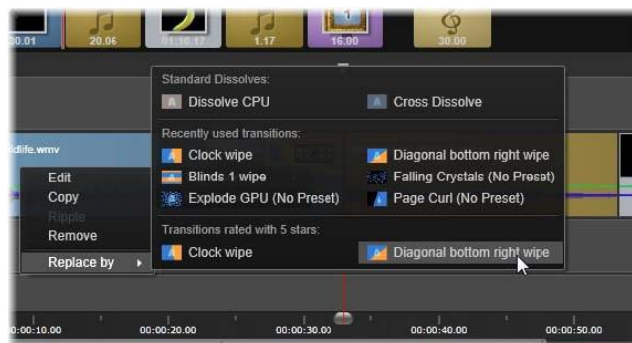 30.01 20.06 01:16.17 1.17 16.00 30.00
Standard Dissolves:
Dissolve CPU Cross Dissolve
Recently used transitions:
Clock wipe Diagonal bottom right wipe
Blinds 1 wipe Falling Crystals (No Preset)
Explode GPU (No Preset) Page Curl (No Preset)
Transitions rated with 5 stars:
Clock wipe Diagonal bottom right wipe
dlife.wmv
Edit
Copy
Ripple
Remove
Replace by
0:00:10.00 00:00:20.00 00:00:30.00 00:00:40.00 00:00:50.00